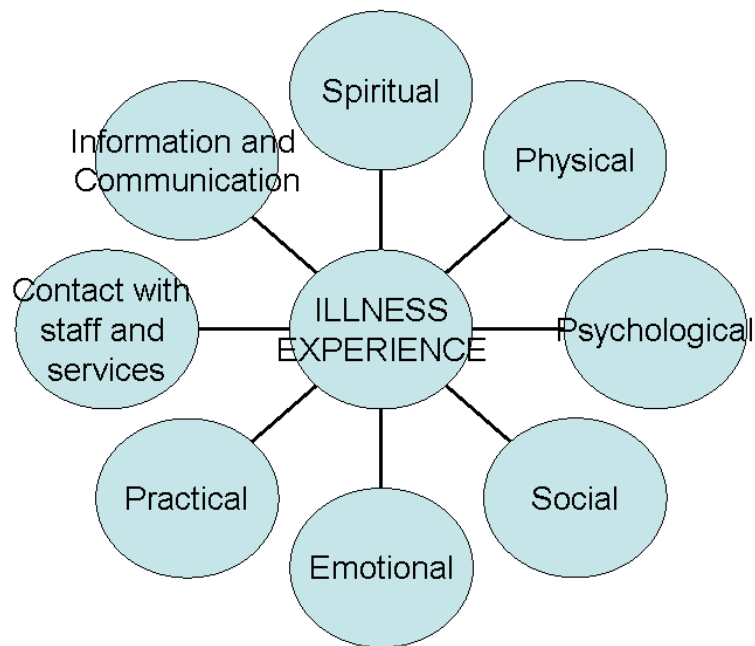 Spiritual
Information and
Communication
Physical
Contact with
staff and
services
ILLNESS
EXPERIENCE
Psychological
Practical
Social
Emotional